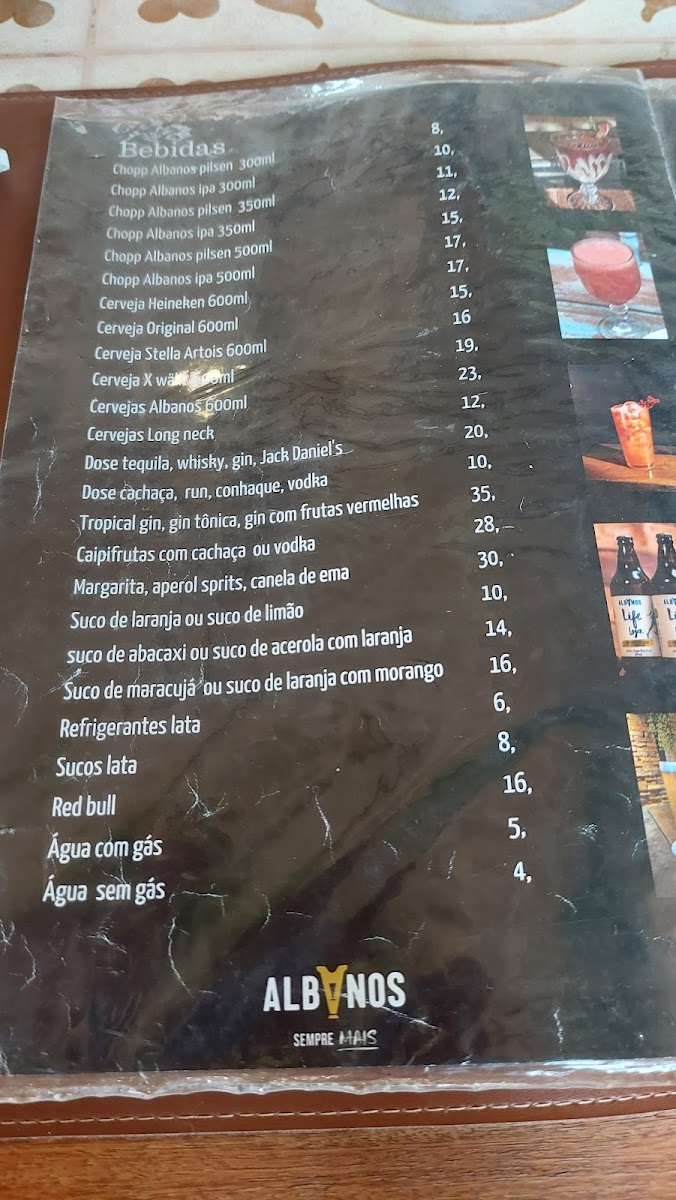 Bebidas
Chopp Albanos pilsen 300ml 8,
Chopp Albanos ipa 300ml 10,
Chopp Albanos pilsen 350ml 11,
Chopp Albanos ipa 350ml 12,
Chopp Albanos pilsen 500ml 15,
Chopp Albanos ipa 500ml 17,
Cerveja Heineken 600ml 17,
Cerveja Original 600ml 15,
Cerveja Stella Artois 600ml 16
Cerveja X 19,
Cervejas Albanos 600ml 23,
Cervejas Long neck 12,
Dose tequila, whisky, gin, Jack Daniel's 20,
Dose cachaça, run, conhaque, vodka 10,
Tropical gin, gin tônica, gin com frutas vermelhas 35,
Caipifrutas com cachaça ou vodka 28,
Margarita, aperol sprits, canela de ema 30,
Suco de laranja ou suco de limão 10,
suco de abacaxi ou suco de acerola com laranja 14,
Suco de maracujá ou suco de laranja com morango 16,
Refrigerantes lata 6,
Sucos lata 8,
Red bull 16,
Água com gás 5,
Água sem gás 4,
ALBANOS
SEMPRE MAIS
ALBANOS
Life
Lager